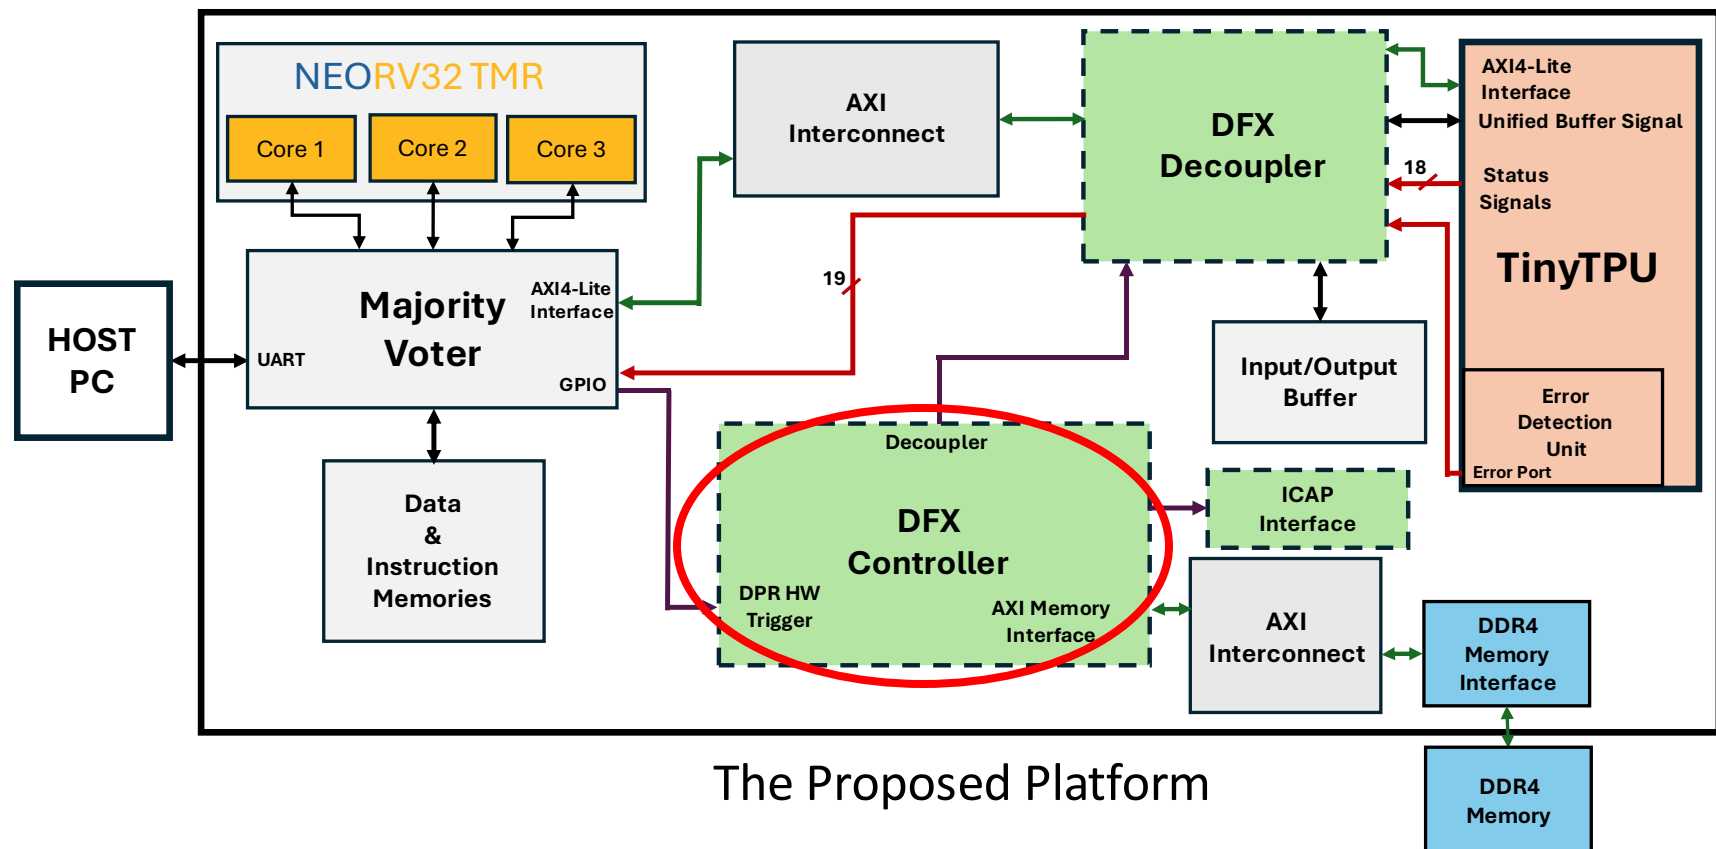 NEORV32 TMR
Core 1
Core 2
Core 3
AXI
Interconnect
DFX
Decoupler
AXI4-Lite
Interface
Unified Buffer Signal
18
Status
Signals
TinyTPU
Error
Detection
Unit
Error Port
19
Majority
Voter
AXI4-Lite
Interface
UART
GPIO
HOST
PC
Input/Output
Buffer
Data
&
Instruction
Memories
Decoupler
DFX
Controller
DPR HW
Trigger
AXI Memory
Interface
ICAP
Interface
AXI
Interconnect
DDR4
Memory
Interface
The Proposed Platform
DDR4
Memory